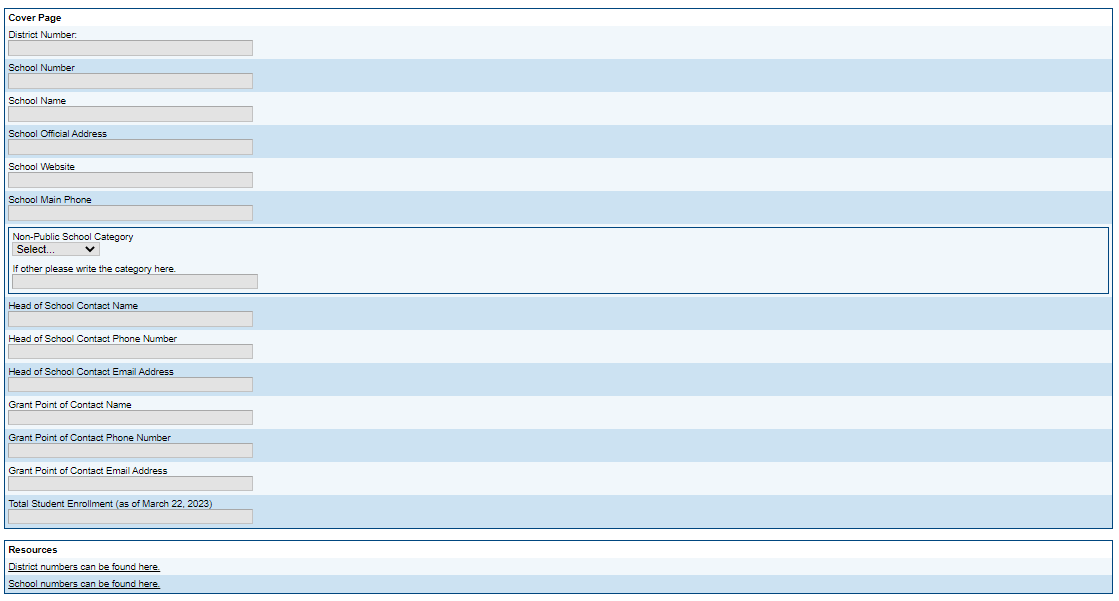 Cover Page
District Number:
School Number
School Name
School Official Address
School Website
School Main Phone
Non-Public School Category
Select...
If other please write the category here.
Head of School Contact Name
Head of School Contact Phone Number
Head of School Contact Email Address
Grant Point of Contact Name
Grant Point of Contact Phone Number
Grant Point of Contact Email Address
Total Student Enrollment (as of March 22, 2023)
Resources
District numbers can be found here.
School numbers can be found here.